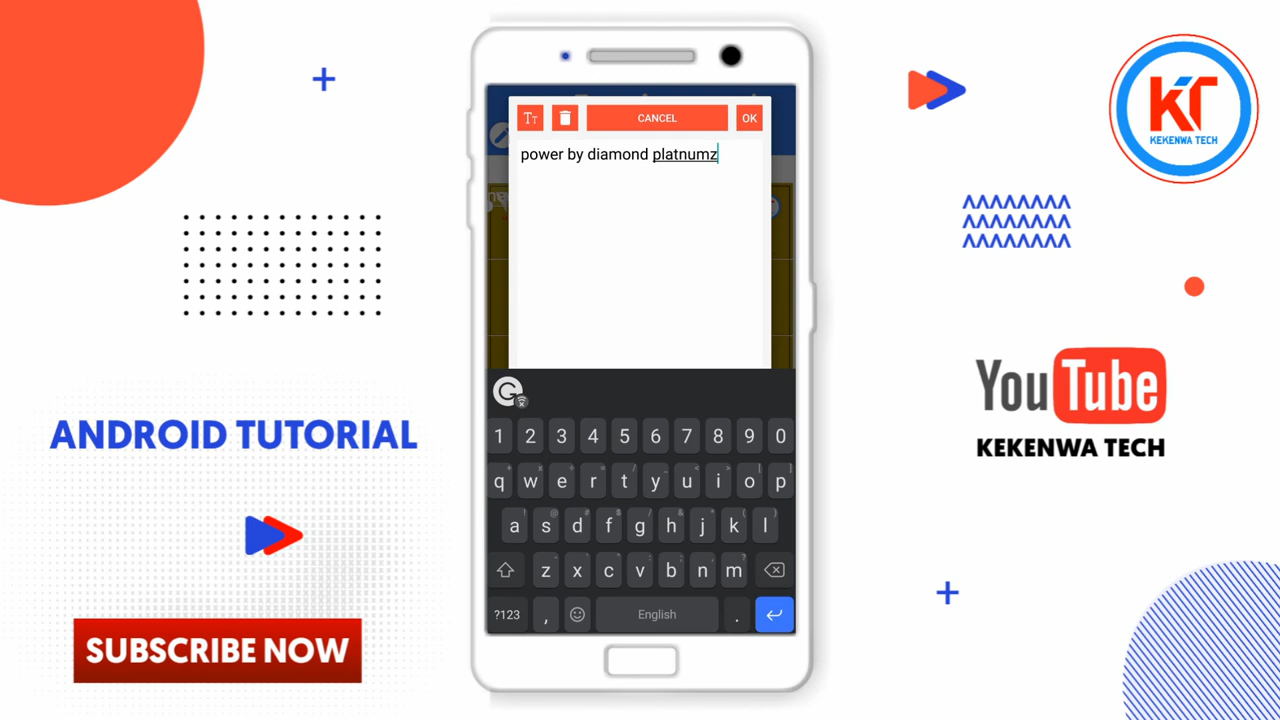 KT
KEKENWA TECH
TT
CANCEL
OK
power by diamond platnumz
ANDROID TUTORIAL
YouTube
KEKENWA TECH
1 2 3 4 5 6 7 8 9 0
q w e r t y u i o p
a s d f g h j k l
z x c v b n m
?123 , English .
SUBSCRIBE NOW